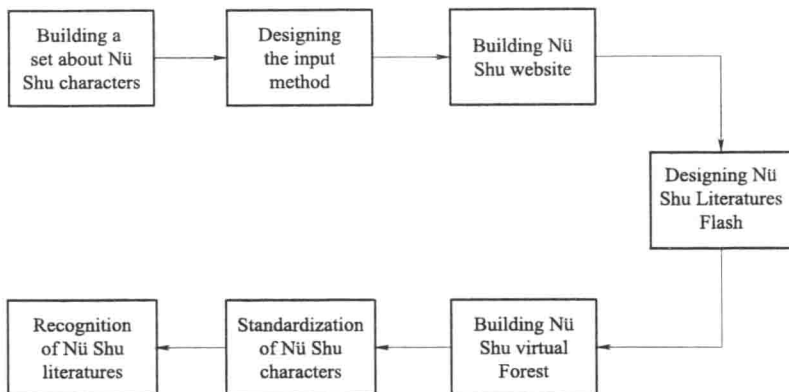 Building a
set about Nü
Shu characters
Designing
the input
method
Building Nü
Shu website
Designing Nü
Shu Literatures
Flash
Building Nü
Shu virtual
Forest
Standardization
of Nü Shu
characters
Recognition
of Nü Shu
literatures